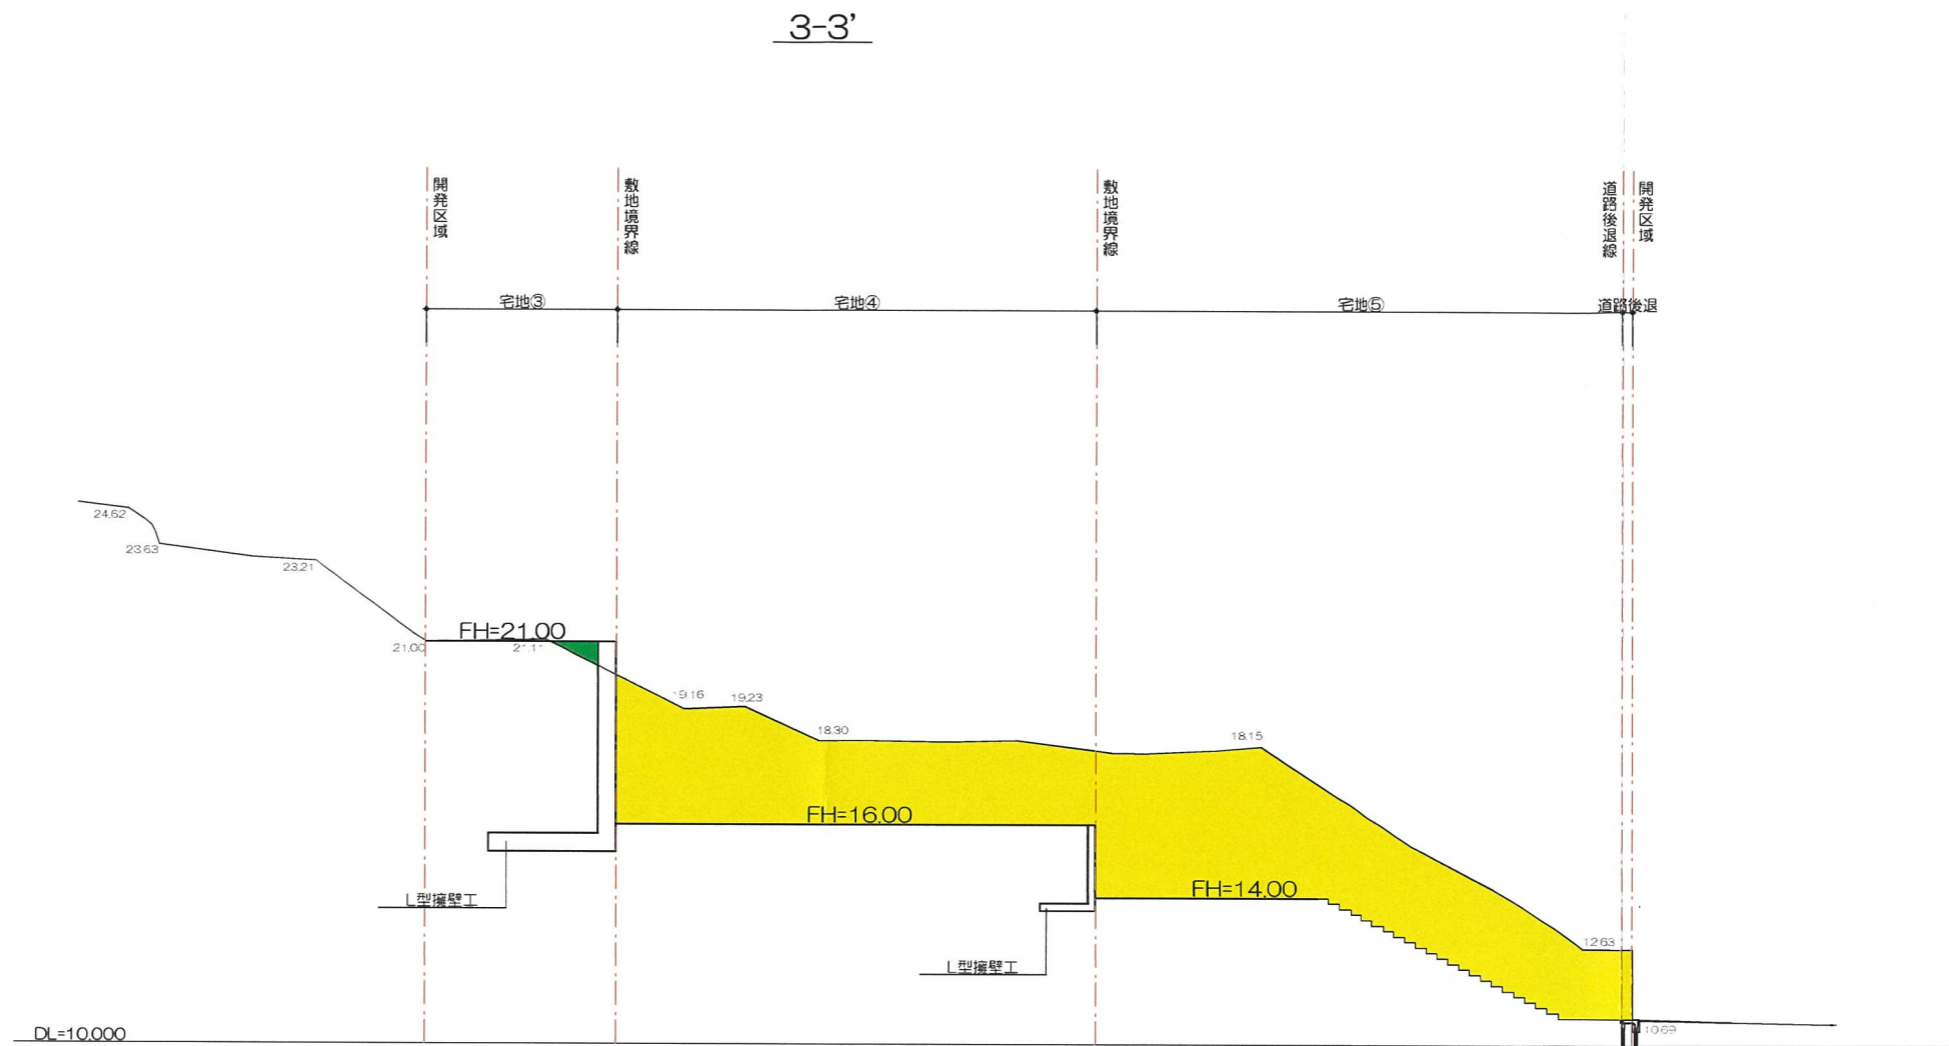 3-3'
開発区域
敷地境界線
敷地境界線
道路後退線
開発区域
宅地③
宅地④
宅地⑤
道路後退
24.62
23.63
23.21
FH=21.00
21.00
21.11
19.16
19.23
18.30
18.15
FH=16.00
FH=14.00
L型擁壁工
12.63
L型擁壁工
10.69
DL=10.000